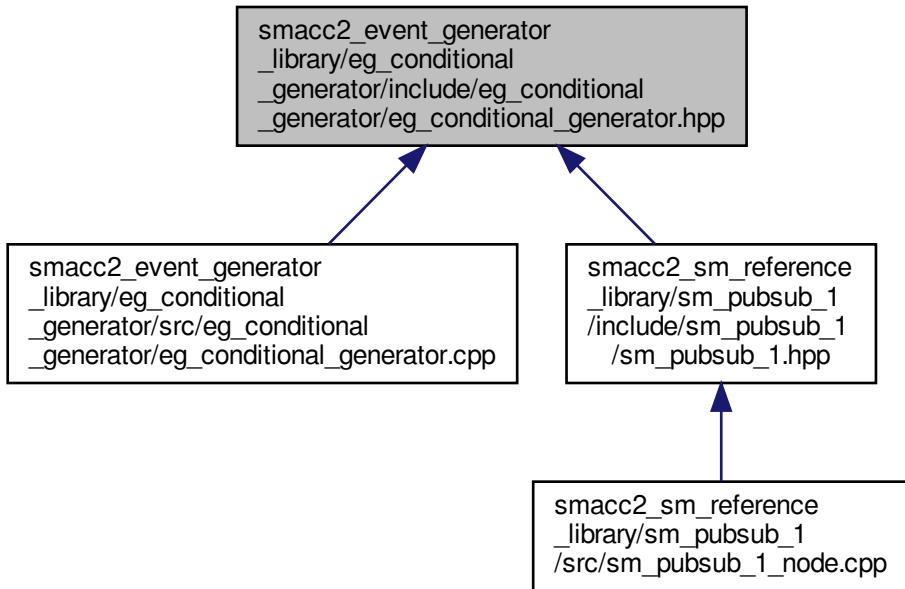 smacc2_event_generator
_library/eg_conditional
_generator/include/eg_conditional
_generator/eg_conditional_generator.hpp
smacc2_event_generator
_library/eg_conditional
_generator/src/eg_conditional
_generator/eg_conditional_generator.cpp
smacc2_sm_reference
_library/sm_pubsub_1
/include/sm_pubsub_1
/sm_pubsub_1.hpp
smacc2_sm_reference
_library/sm_pubsub_1
/src/sm_pubsub_1_node.cpp